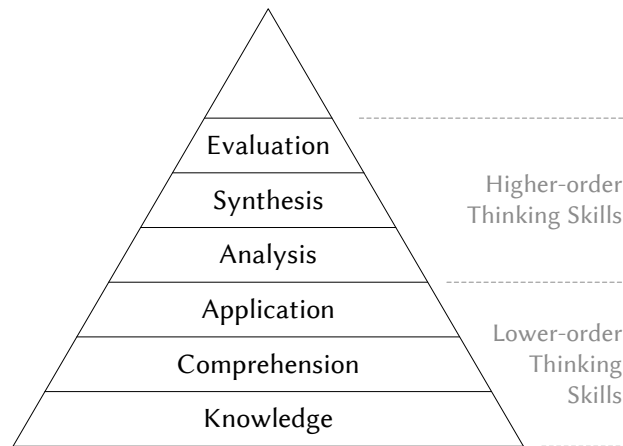 Evaluation
Synthesis
Analysis
Application
Comprehension
Knowledge
Higher-order
Thinking Skills
Lower-order
Thinking
Skills